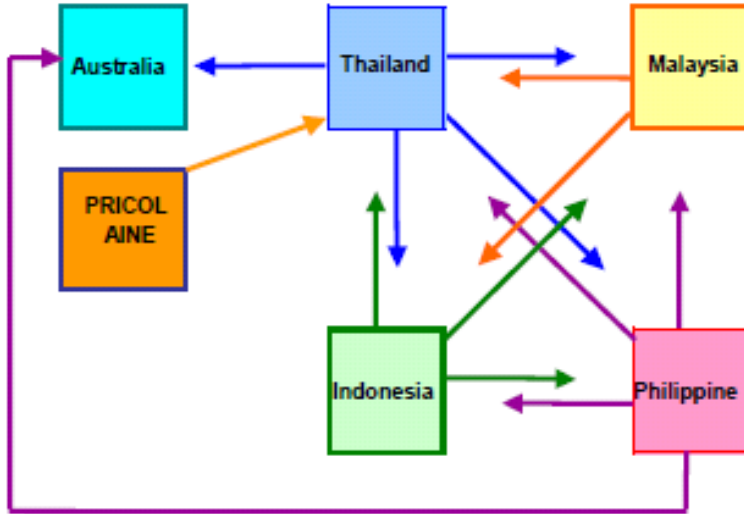 Australia
Thailand
Malaysia
PRICOL
AINE
Indonesia
Philippine